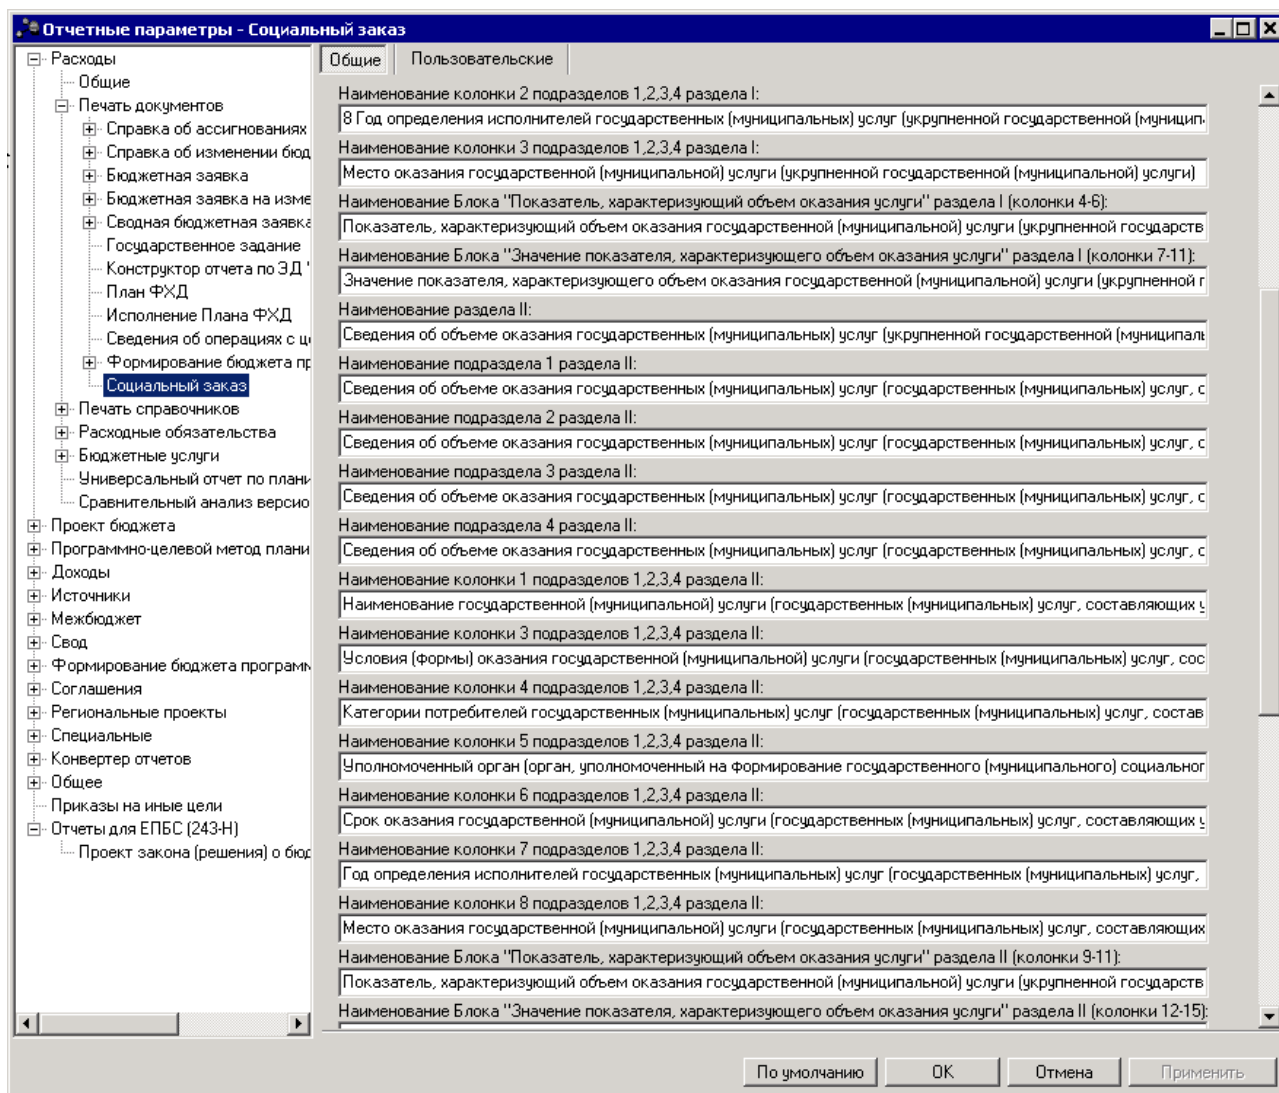 Отчетные параметры - Социальный заказ
Расходы
Общие
Печать документов
Справка об ассигнованиях
Справка об изменении бюд
Бюджетная заявка
Бюджетная заявка на изме
Сводная бюджетная заявка
Государственное задание
Конструктор отчета по ЭД "
План ФХД
Исполнение Плана ФХД
Сведения об операциях с ц
Формирование бюджета пр
Социальный заказ
Печать справочников
Расходные обязательства
Бюджетные услуги
Универсальный отчет по плани
Сравнительный анализ версио
Проект бюджета
Программно-целевой метод плани
Доходы
Источники
Межбюджет
Свод
Формирование бюджета программ
Соглашения
Региональные проекты
Специальные
Конвертер отчетов
Общее
Приказы на иные цели
Отчеты для ЕПБС (243-Н)
Проект закона (решения) о бюд
Общие
Пользовательские
Наименование колонки 2 подразделов 1,2,3,4 раздела I:
8 Год определения исполнителей государственных (муниципальных) услуг (укрупненной государственной (муницип
Наименование колонки 3 подразделов 1,2,3,4 раздела I:
Место оказания государственной (муниципальной) услуги (укрупненной государственной (муниципальной) услуги)
Наименование Блока "Показатель, характеризующий объем оказания услуги" раздела I (колонки 4-6):
Показатель, характеризующий объем оказания государственной (муниципальной) услуги (укрупненной государств
Наименование Блока "Значение показателя, характеризующего объем оказания услуги" раздела I (колонки 7-11):
Значение показателя, характеризующего объем оказания государственной (муниципальной) услуги (укрупненной г
Наименование раздела II:
Сведения об объеме оказания государственных (муниципальных) услуг (укрупненной государственной (муниципаль
Наименование подраздела 1 раздела II:
Сведения об объеме оказания государственных (муниципальных) услуг (государственных (муниципальных) услуг, с
Наименование подраздела 2 раздела II:
Сведения об объеме оказания государственных (муниципальных) услуг (государственных (муниципальных) услуг, с
Наименование подраздела 3 раздела II:
Сведения об объеме оказания государственных (муниципальных) услуг (государственных (муниципальных) услуг, с
Наименование подраздела 4 раздела II:
Сведения об объеме оказания государственных (муниципальных) услуг (государственных (муниципальных) услуг, с
Наименование колонки 1 подразделов 1,2,3,4 раздела II:
Наименование государственной (муниципальной) услуги (государственных (муниципальных) услуг, составляющих у
Наименование колонки 3 подразделов 1,2,3,4 раздела II:
Условия (формы) оказания государственной (муниципальной) услуги (государственных (муниципальных) услуг, сос
Наименование колонки 4 подразделов 1,2,3,4 раздела II:
Категории потребителей государственных (муниципальных) услуг (государственных (муниципальных) услуг, состав
Наименование колонки 5 подразделов 1,2,3,4 раздела II:
Уполномоченный орган (орган, уполномоченный на формирование государственного (муниципального) социальног
Наименование колонки 6 подразделов 1,2,3,4 раздела II:
Срок оказания государственной (муниципальной) услуги (государственных (муниципальных) услуг, составляющих у
Наименование колонки 7 подразделов 1,2,3,4 раздела II:
Год определения исполнителей государственных (муниципальных) услуг (государственных (муниципальных) услуг,
Наименование колонки 8 подразделов 1,2,3,4 раздела II:
Место оказания государственной (муниципальной) услуги (государственных (муниципальных) услуг, составляющих
Наименование Блока "Показатель, характеризующий объем оказания услуги" раздела II (колонки 9-11):
Показатель, характеризующий объем оказания государственной (муниципальной) услуги (укрупненной государств
Наименование Блока "Значение показателя, характеризующего объем оказания услуги" раздела II (колонки 12-15):
По умолчанию
OK
Отмена
Применить